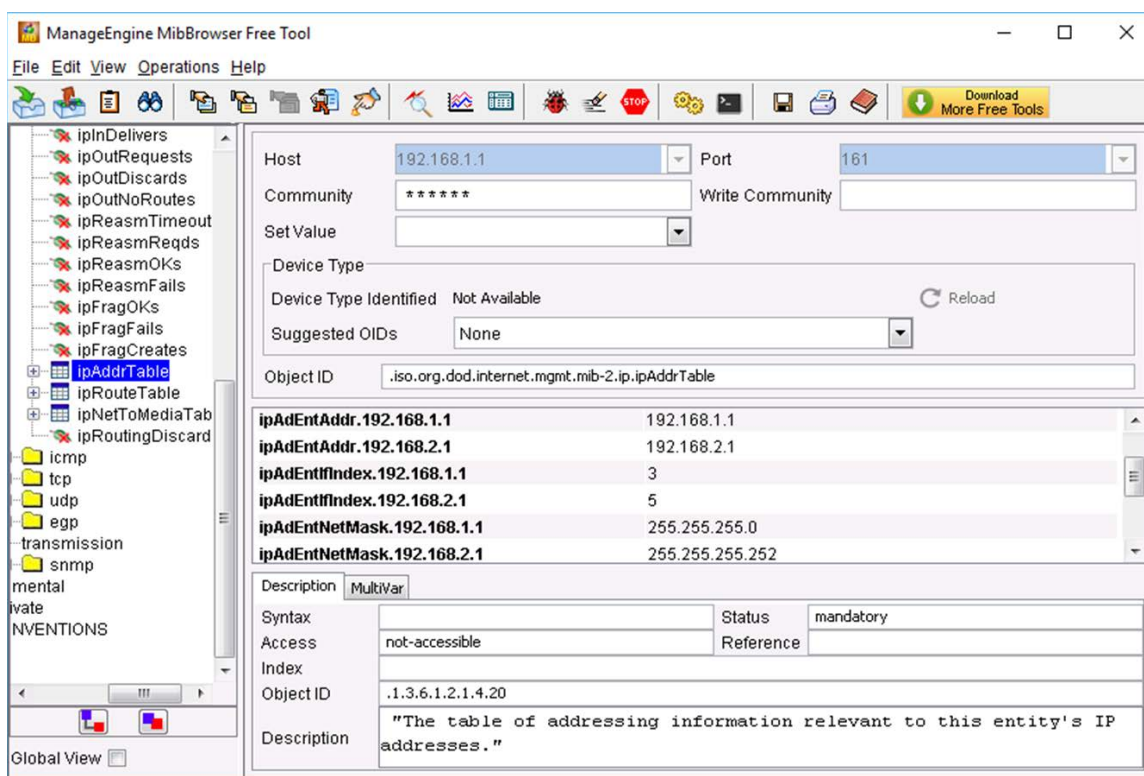 ManageEngine MibBrowser Free Tool
File Edit View Operations Help
STOP
Download
More Free Tools
ipInDelivers
ipOutRequests
ipOutDiscards
ipOutNoRoutes
ipReasmTimeout
ipReasmReqds
ipReasmOKs
ipReasmFails
ipFragOKs
ipFragFails
ipFragCreates
ipAddrTable
ipRouteTable
ipNetToMediaTab
ipRoutingDiscard
icmp
tcp
udp
egp
transmission
snmp
mental
ivate
NVENTIONS
Global View
Host 192.168.1.1 Port 161
Community ****** Write Community
Set Value
Device Type
Device Type Identified Not Available Reload
Suggested OIDs None
Object ID .iso.org.dod.internet.mgmt.mib-2.ip.ipAddrTable
ipAdEntAddr.192.168.1.1 192.168.1.1
ipAdEntAddr.192.168.2.1 192.168.2.1
ipAdEntIfIndex.192.168.1.1 3
ipAdEntIfIndex.192.168.2.1 5
ipAdEntNetMask.192.168.1.1 255.255.255.0
ipAdEntNetMask.192.168.2.1 255.255.255.252
Description MultiVar
Syntax Status mandatory
Access not-accessible Reference
Index
Object ID .1.3.6.1.2.1.4.20
Description "The table of addressing information relevant to this entity's IP
addresses."